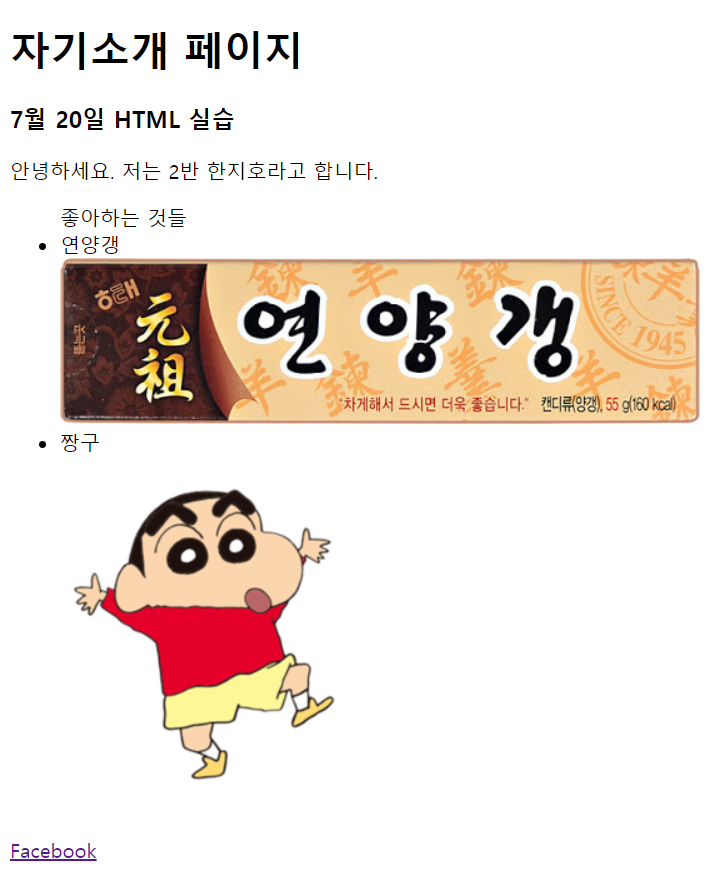 자기소개 페이지
7월 20일 HTML 실습
안녕하세요. 저는 2반 한지호라고 합니다.
좋아하는 것들
연양갱
해태
元祖
연양갱
SINCE 1945
"차게해서 드시면 더욱 좋습니다." 캔디류(양갱), 55 g(160 kcal)
짱구
Facebook